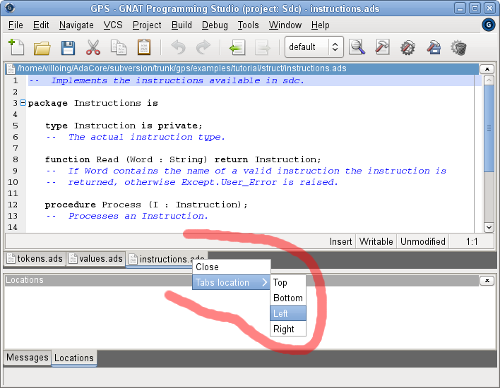 GPS - GNAT Programming Studio (project: Sdc) - instructions.ads
File Edit Navigate VCS Project Build Debug Tools Window Help
default
/home/villoing/AdaCore/subversion/trunk/gps/examples/tutorial/struct/instructions.ads
1 -- Implements the instructions available in sdc.
2
3 package Instructions is
4
5 type Instruction is private;
6 -- The actual instruction type.
7
8 function Read (Word : String) return Instruction;
9 -- If Word contains the name of a valid instruction the instruction is
10 -- returned, otherwise Except.User_Error is raised.
11
12 procedure Process (I : Instruction);
13 -- Processes an Instruction.
14
Insert Writable Unmodified 1:1
tokens.ads values.ads instructions.ads
Close
Tabs location
Top
Bottom
Left
Right
Locations
Messages Locations